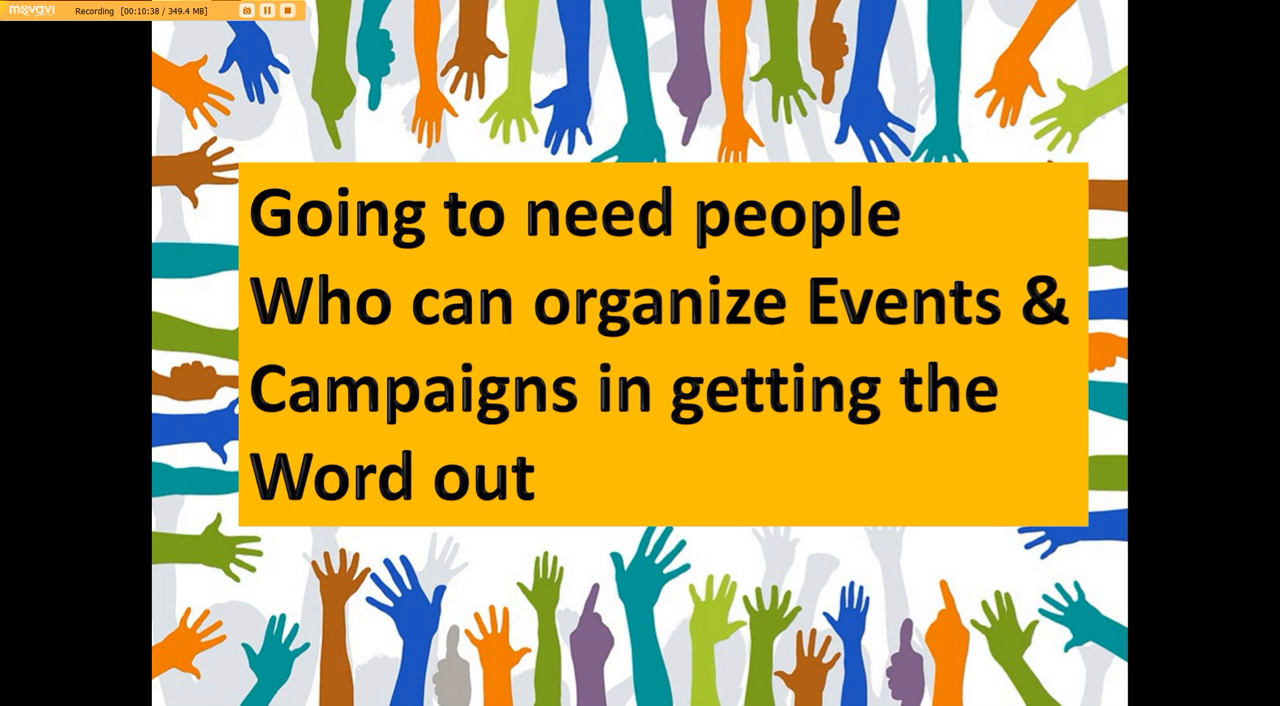 movavi Recording [00:10:38 / 349.4 MB]
Going to need people
Who can organize Events &
Campaigns in getting the
Word out